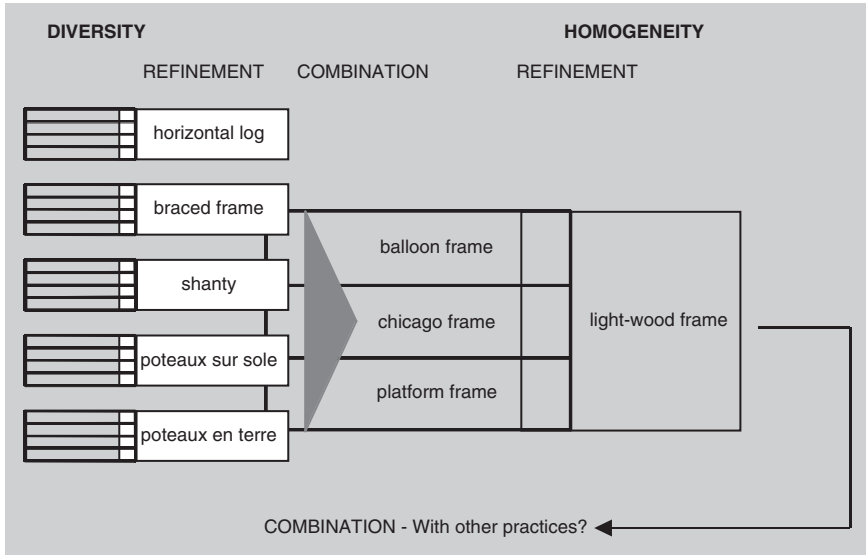 DIVERSITY
HOMOGENEITY
REFINEMENT
COMBINATION
REFINEMENT
horizontal log
braced frame
shanty
poteaux sur sole
poteaux en terre
balloon frame
chicago frame
platform frame
light-wood frame
COMBINATION - With other practices?